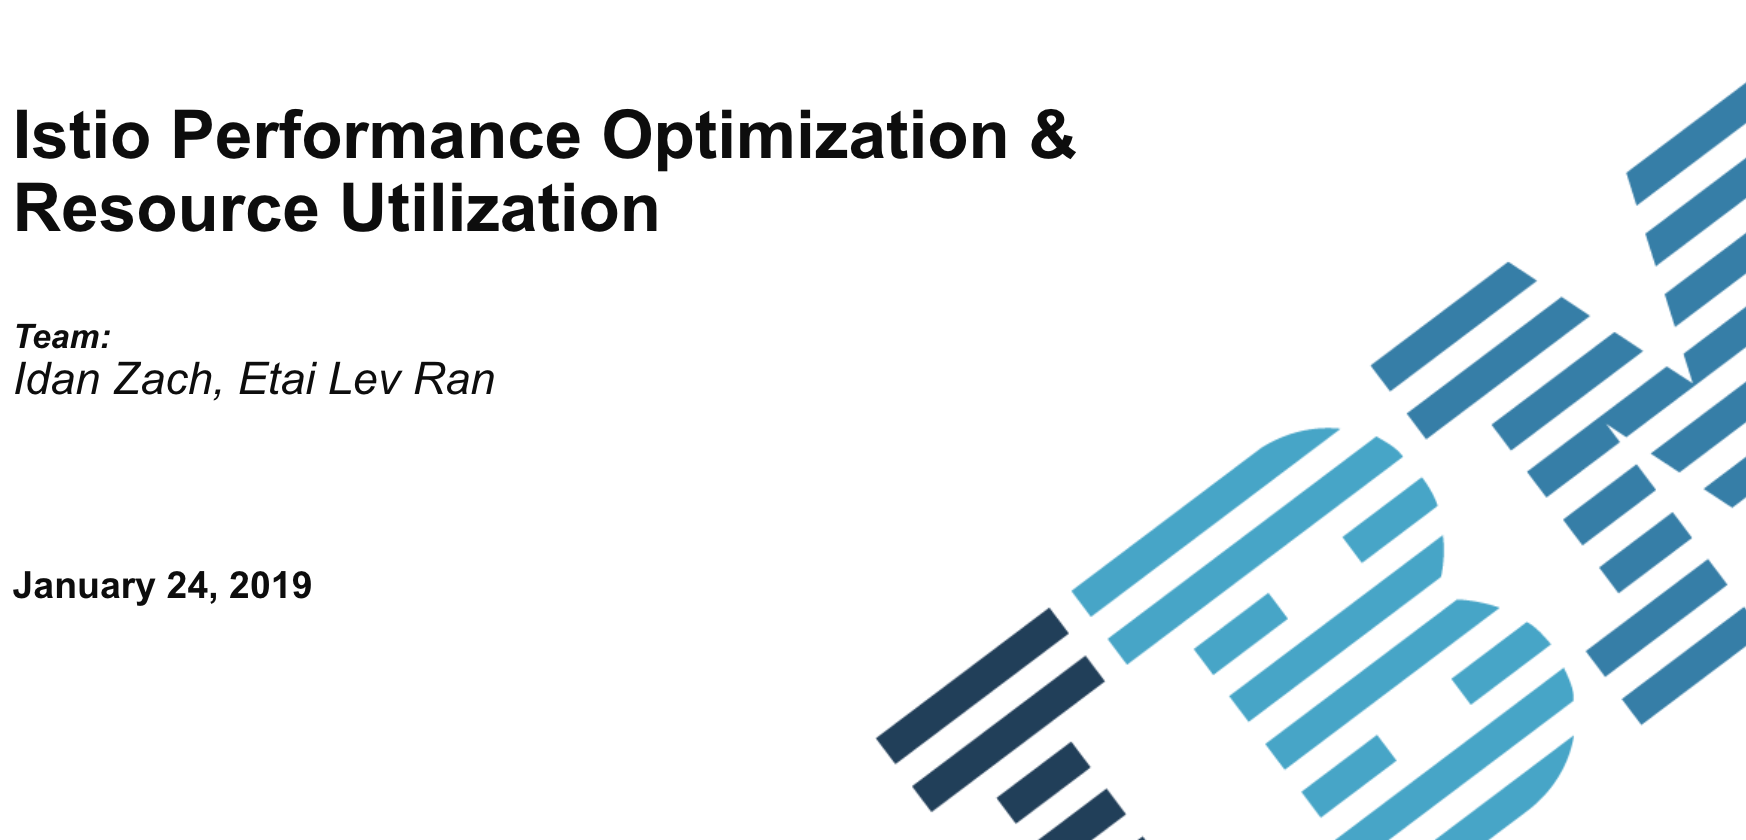 Istio Performance Optimization &
Resource Utilization
Team:
Idan Zach, Etai Lev Ran
January 24, 2019